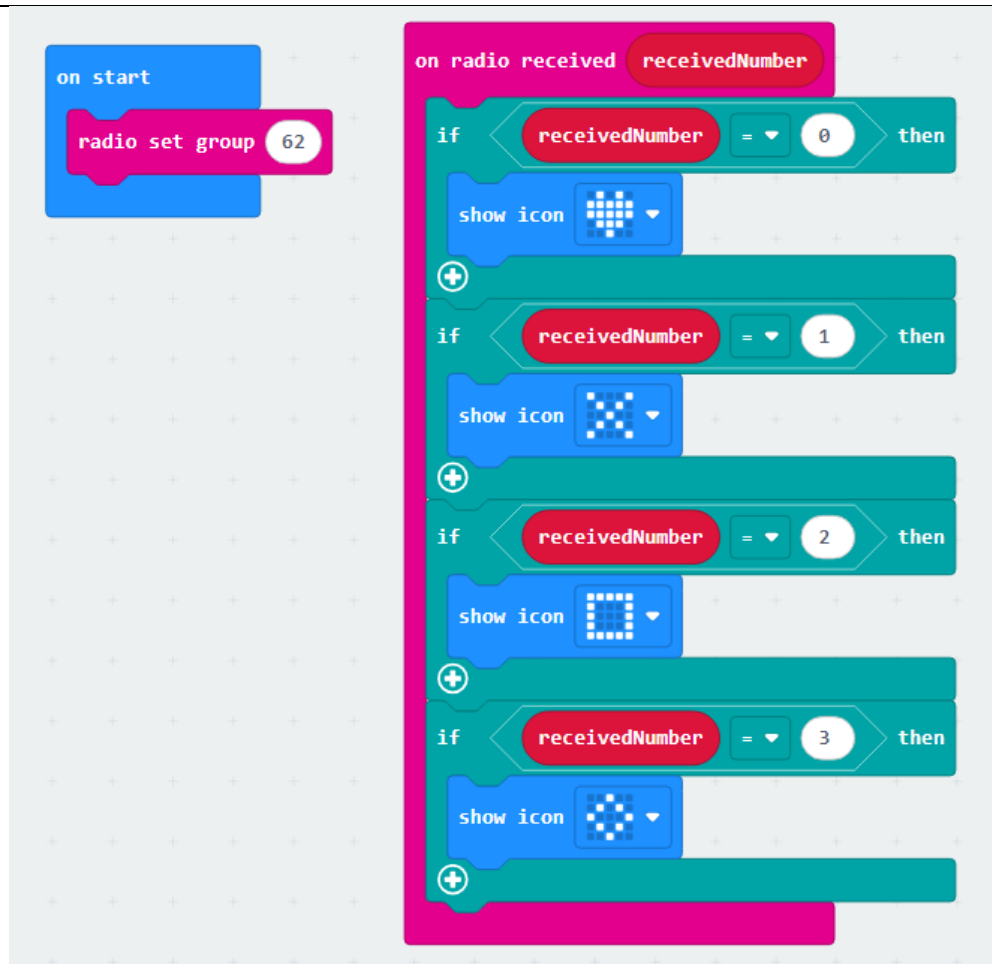 on start
radio set group 62
on radio received receivedNumber
if receivedNumber = 0 then
show icon
if receivedNumber = 1 then
show icon
if receivedNumber = 2 then
show icon
if receivedNumber = 3 then
show icon